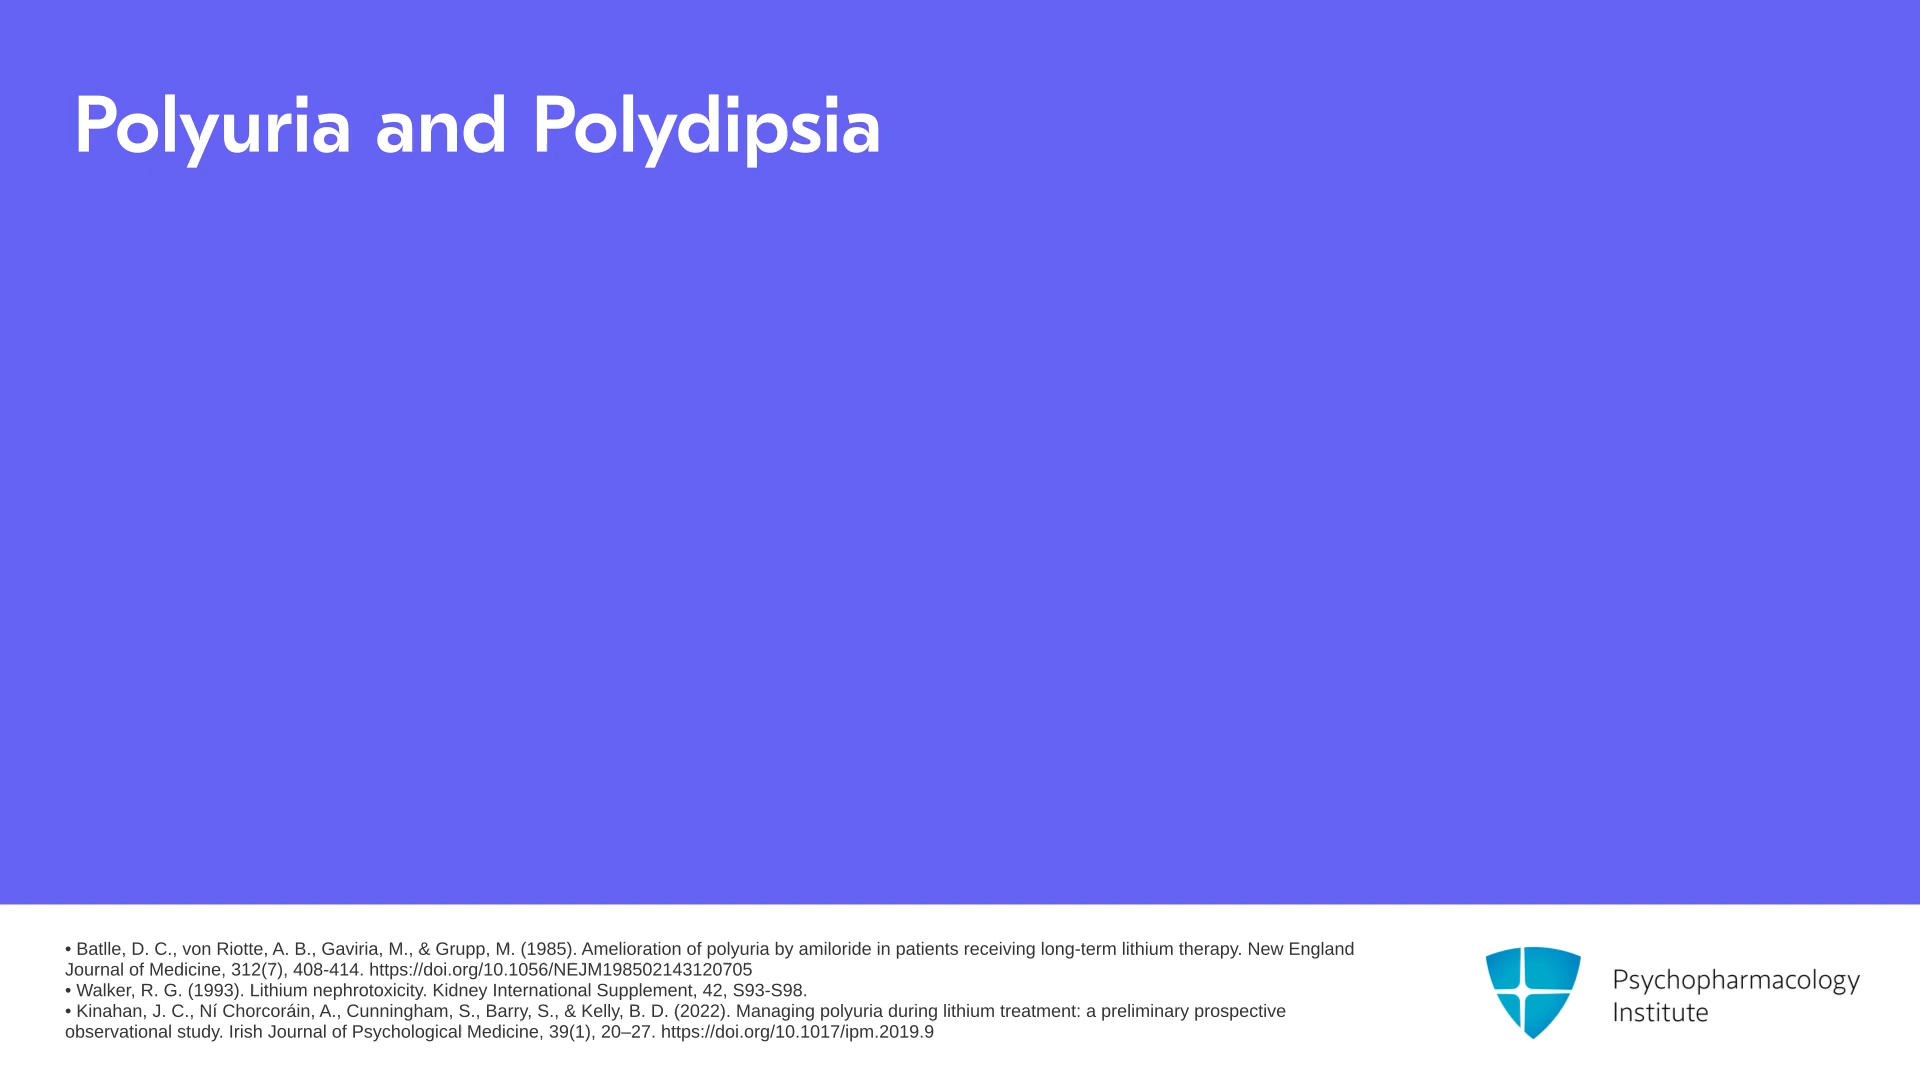 Polyuria and Polydipsia
• Batlle, D. C., von Riotte, A. B., Gaviria, M., & Grupp, M. (1985). Amelioration of polyuria by amiloride in patients receiving long-term lithium therapy. New England
Journal of Medicine, 312(7), 408-414. https://doi.org/10.1056/NEJM198502143120705
• Walker, R. G. (1993). Lithium nephrotoxicity. Kidney International Supplement, 42, S93-S98.
• Kinahan, J. C., Ní Chorcoráin, A., Cunningham, S., Barry, S., & Kelly, B. D. (2022). Managing polyuria during lithium treatment: a preliminary prospective
observational study. Irish Journal of Psychological Medicine, 39(1), 20–27. https://doi.org/10.1017/ipm.2019.9
Psychopharmacology
Institute